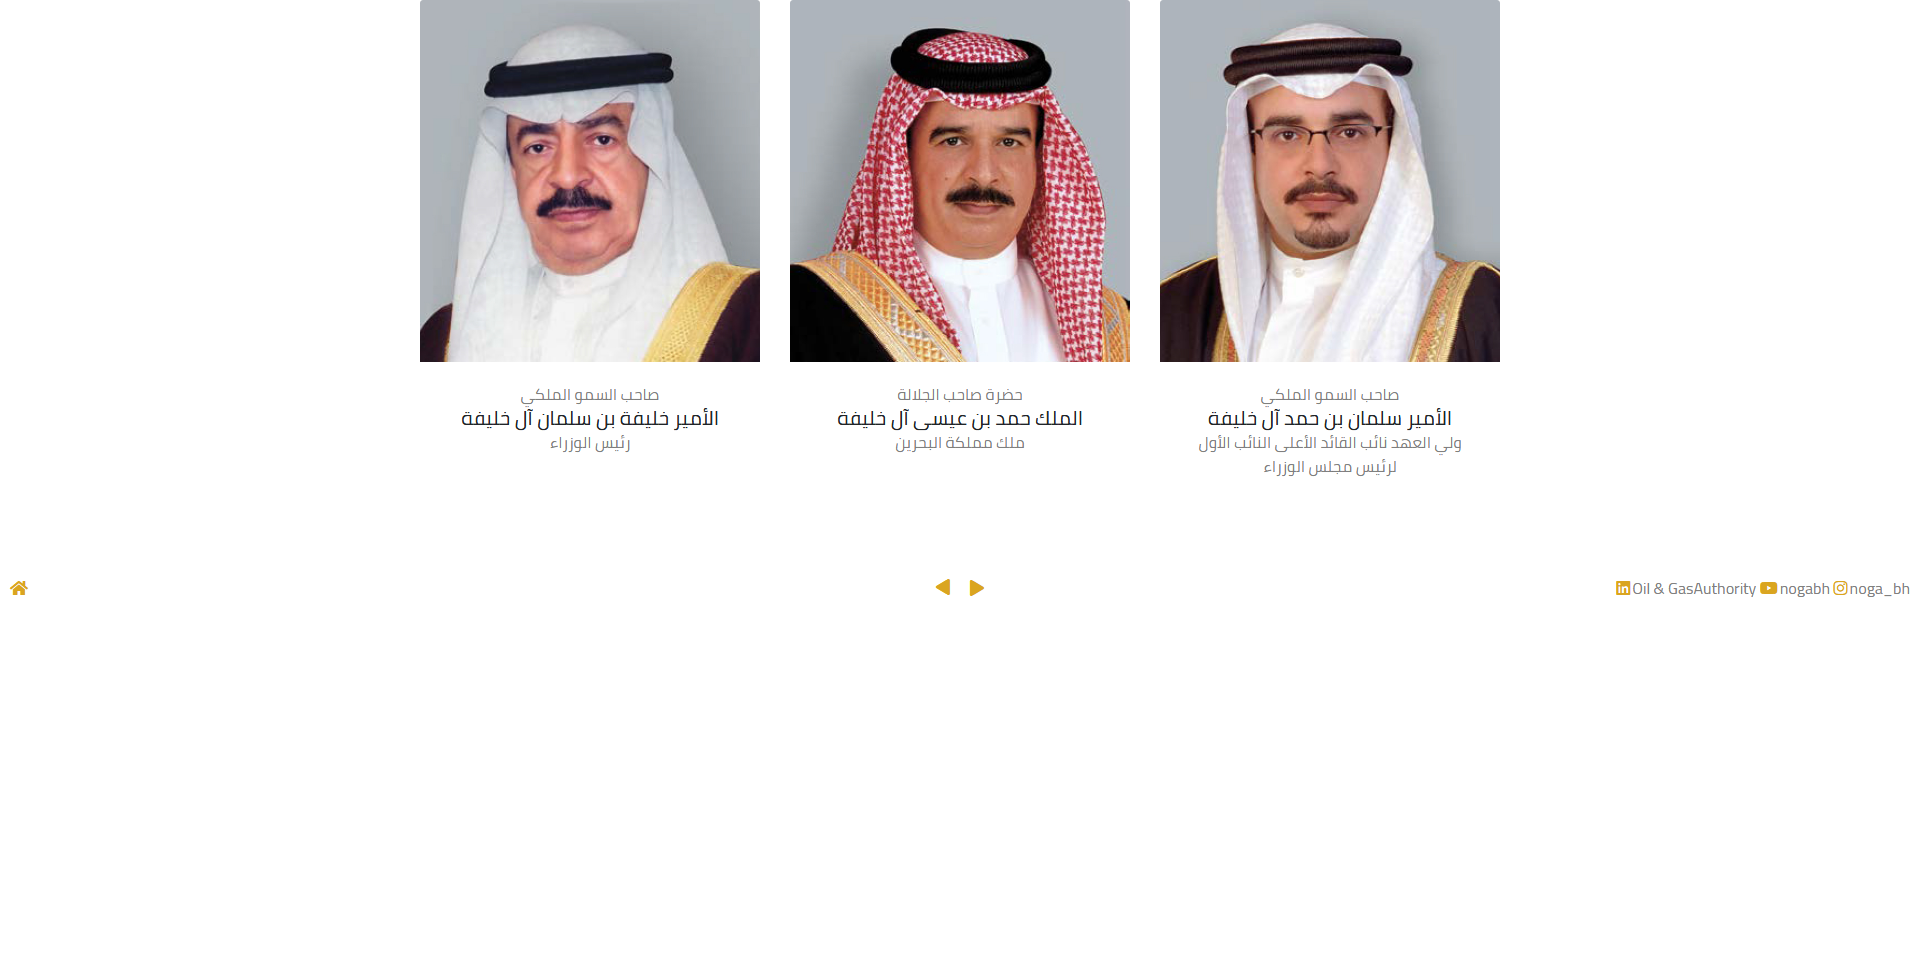 صاحب السمو الملكي
الأمير سلمان بن حمد آل خليفة
ولي العهد نائب القائد الأعلى النائب الأول
لرئيس مجلس الوزراء
حضرة صاحب الجلالة
الملك حمد بن عيسى آل خليفة
ملك مملكة البحرين
صاحب السمو الملكي
الأمير خليفة بن سلمان آل خليفة
رئيس الوزراء
Oil & GasAuthority nogabh noga_bh